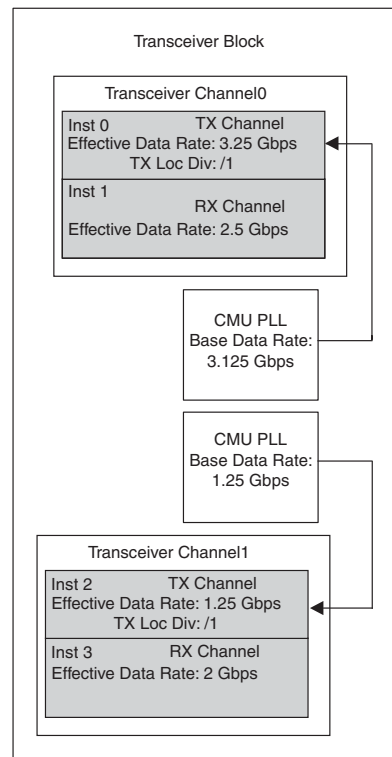 Transceiver Block
Transceiver Channel0
Inst 0 TX Channel
Effective Data Rate: 3.25 Gbps
TX Loc Div: /1
Inst 1
RX Channel
Effective Data Rate: 2.5 Gbps
CMU PLL
Base Data Rate:
3.125 Gbps
CMU PLL
Base Data Rate:
1.25 Gbps
Transceiver Channel1
Inst 2 TX Channel
Effective Data Rate: 1.25 Gbps
TX Loc Div: /1
Inst 3 RX Channel
Effective Data Rate: 2 Gbps